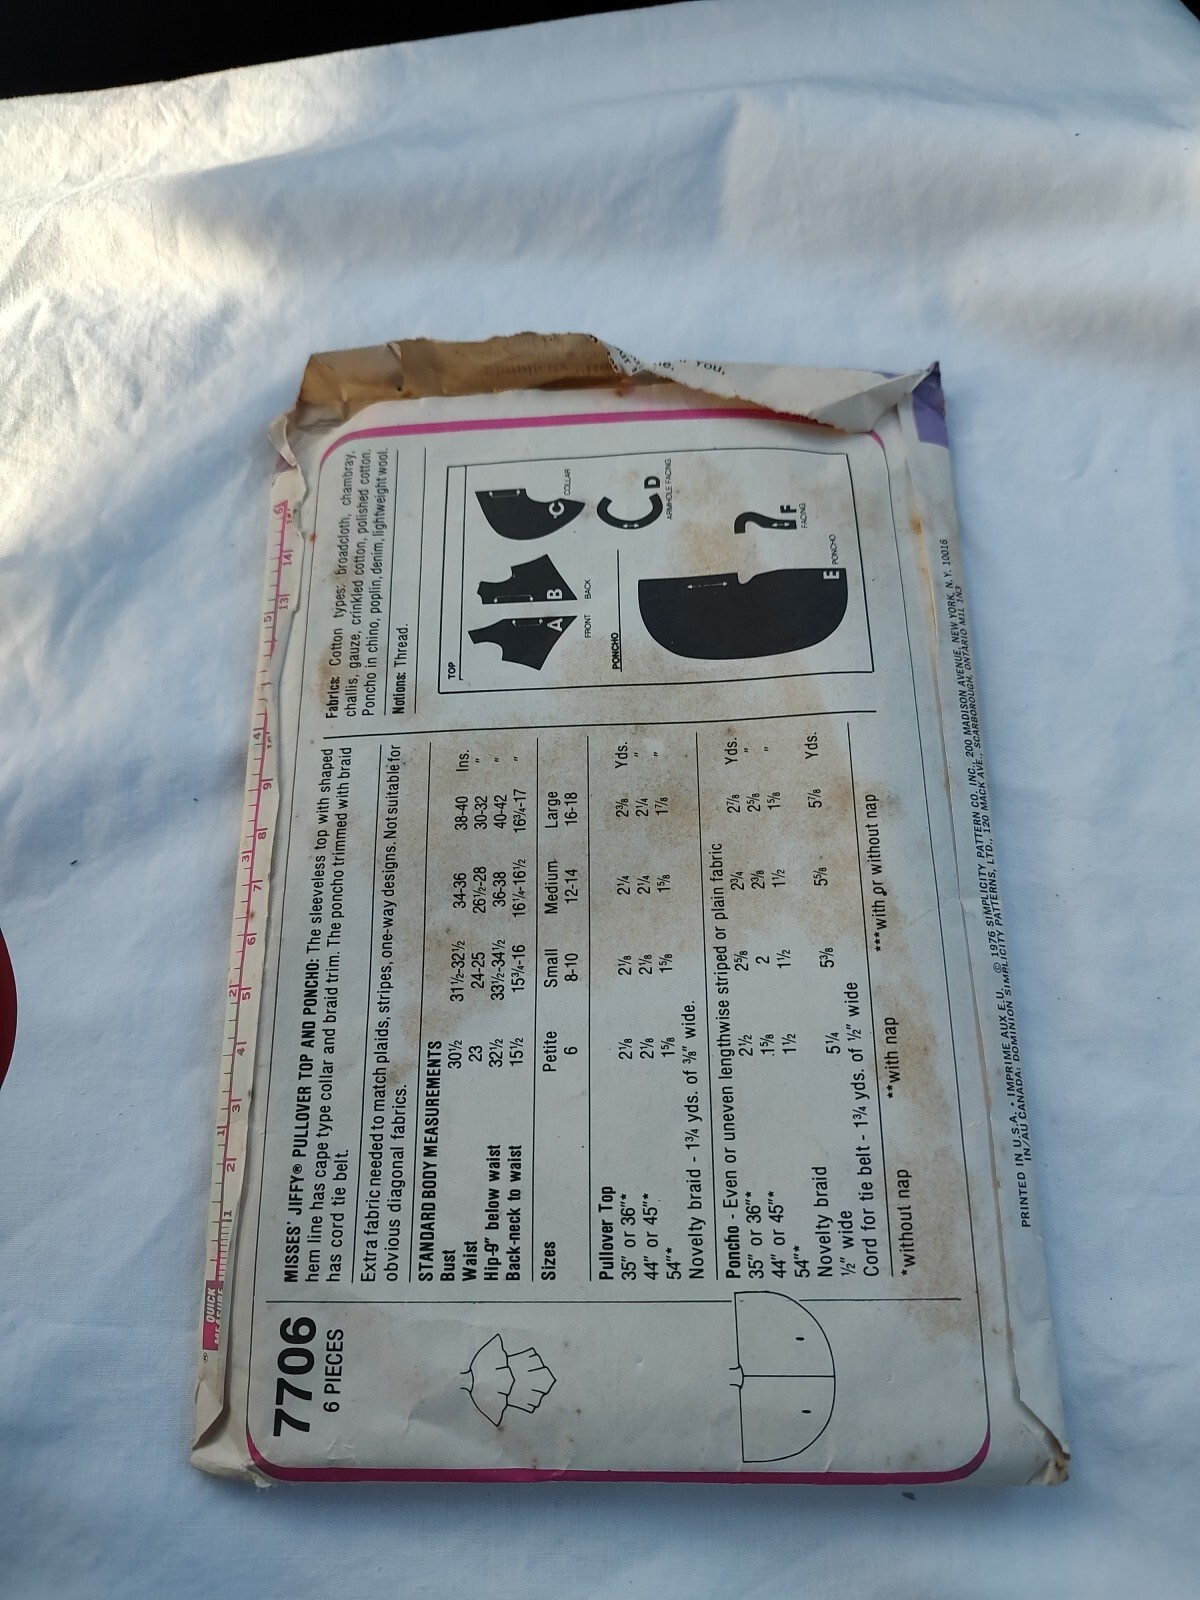 QUICK
MEASURE
7706
6 PIECES
MISSES' JIFFY® PULLOVER TOP AND PONCHO: The sleeveless top with shaped
hem line has cape type collar and braid trim. The poncho trimmed with braid
has cord tie belt.
Extra fabric needed to match plaids, stripes, one-way designs. Not suitable for
obvious diagonal fabrics.
STANDARD BODY MEASUREMENTS
Bust 30½ 31½-32½ 34-36 38-40 Ins.
Waist 23 24-25 26½-28 30-32 "
Hip-9" below waist 32½ 33½-34½ 36-38 40-42 "
Back-neck to waist 15½ 15¾-16 16¼-16½ 16¾-17 "
Petite Small Medium Large
Sizes 6 8-10 12-14 16-18
Pullover Top
35" or 36"* 2⅛ 2⅛ 2¼ 2⅜ Yds.
44" or 45"* 2⅛ 2⅛ 2¼ 2¼ "
54"* 1⅝ 1⅝ 1⅝ 1⅞ "
Novelty braid - 1¾ yds. of ⅜" wide.
Poncho - Even or uneven lengthwise striped or plain fabric
35" or 36"* 2½ 2⅝ 2¾ 2⅞ Yds.
44" or 45"* 1⅝ 2 2⅜ 2⅝ "
54"* 1½ 1½ 1½ 1⅝ "
Novelty braid
½" wide 5¼ 5⅜ 5⅝ 5⅞ Yds.
Cord for tie belt - 1¾ yds. of ½" wide
*without nap **with nap ***with or without nap
Fabrics: Cotton types: broadcloth, chambray,
challis, gauze, crinkled cotton, polished cotton.
Poncho in chino, poplin, denim, lightweight wool.
Notions: Thread.
TOP
A
FRONT
B
BACK
C
COLLAR
D
ARMHOLE FACING
PONCHO
E
PONCHO
F
FACING
PRINTED IN U.S.A. • IMPRIME AUX E.U. © 1976 SIMPLICITY PATTERN CO. INC., 200 MADISON AVENUE, NEW YORK, N.Y. 10016
IN/AU CANADA: DOMINION SIMPLICITY PATTERNS, LTD., 120 MACK AVE., SCARBOROUGH, ONTARIO M1L 1N3
YOU.